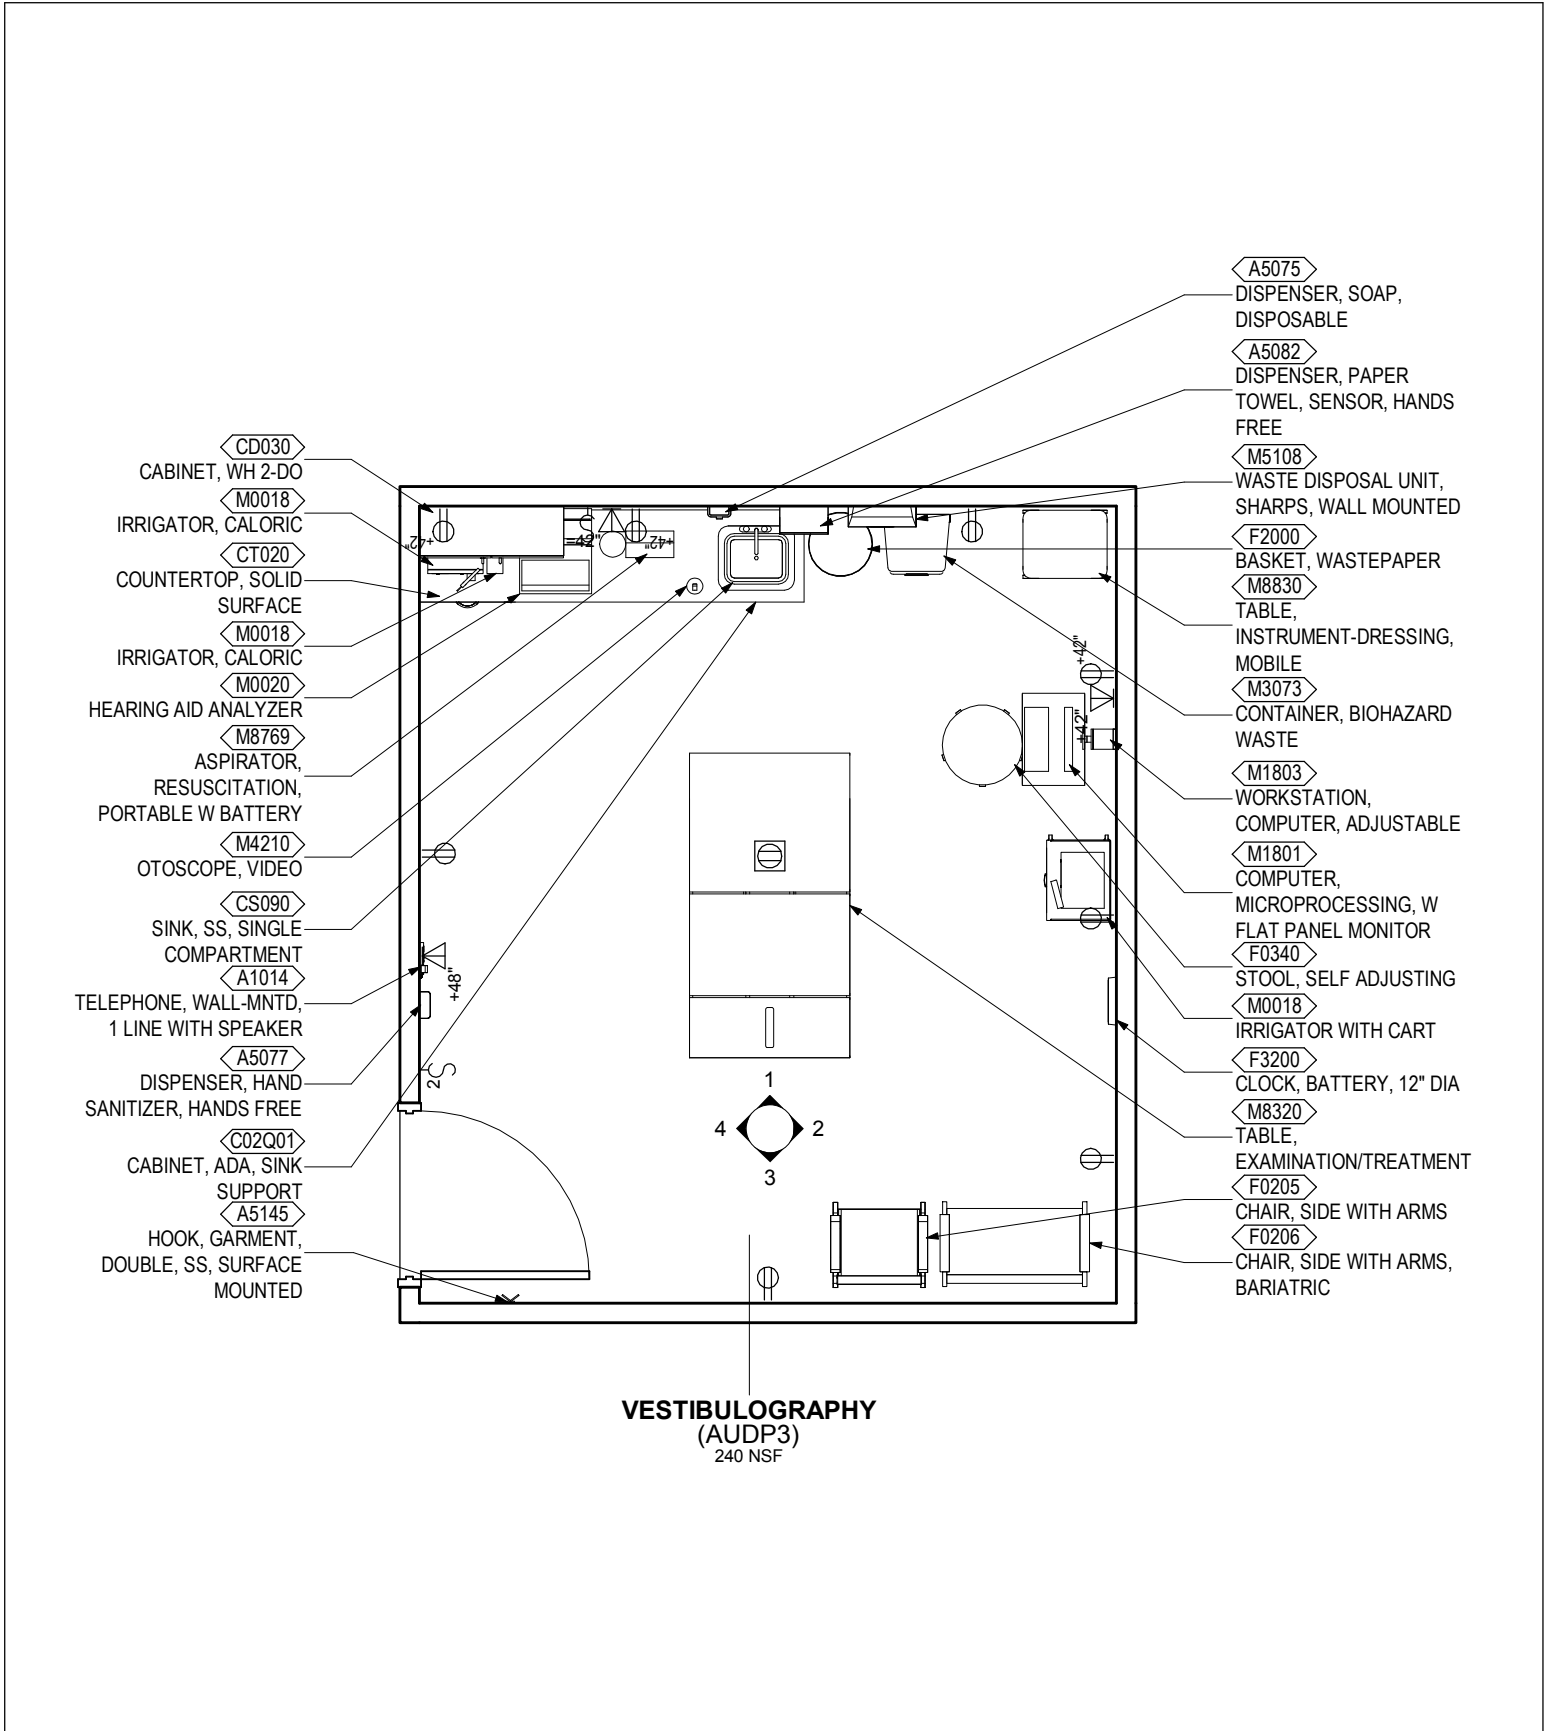 A5075
DISPENSER, SOAP,
DISPOSABLE
A5082
DISPENSER, PAPER
TOWEL, SENSOR, HANDS
FREE
M5108
WASTE DISPOSAL UNIT,
SHARPS, WALL MOUNTED
F2000
BASKET, WASTEPAPER
M8830
TABLE,
INSTRUMENT-DRESSING,
MOBILE
M3073
CONTAINER, BIOHAZARD
WASTE
M1803
WORKSTATION,
COMPUTER, ADJUSTABLE
M1801
COMPUTER,
MICROPROCESSING, W
FLAT PANEL MONITOR
F0340
STOOL, SELF ADJUSTING
M0018
IRRIGATOR WITH CART
F3200
CLOCK, BATTERY, 12" DIA
M8320
TABLE,
EXAMINATION/TREATMENT
F0205
CHAIR, SIDE WITH ARMS
F0206
CHAIR, SIDE WITH ARMS,
BARIATRIC
CD030
CABINET, WH 2-DO
M0018
IRRIGATOR, CALORIC
CT020
COUNTERTOP, SOLID
SURFACE
M0018
IRRIGATOR, CALORIC
M0020
HEARING AID ANALYZER
M8769
ASPIRATOR,
RESUSCITATION,
PORTABLE W BATTERY
M4210
OTOSCOPE, VIDEO
CS090
SINK, SS, SINGLE
COMPARTMENT
A1014
TELEPHONE, WALL-MNTD,
1 LINE WITH SPEAKER
A5077
DISPENSER, HAND
SANITIZER, HANDS FREE
C02Q01
CABINET, ADA, SINK
SUPPORT
A5145
HOOK, GARMENT,
DOUBLE, SS, SURFACE
MOUNTED
+42"
=42"
+42"
+42"
+42"
+48"
2
1
4 2
3
VESTIBULOGRAPHY
(AUDP3)
240 NSF